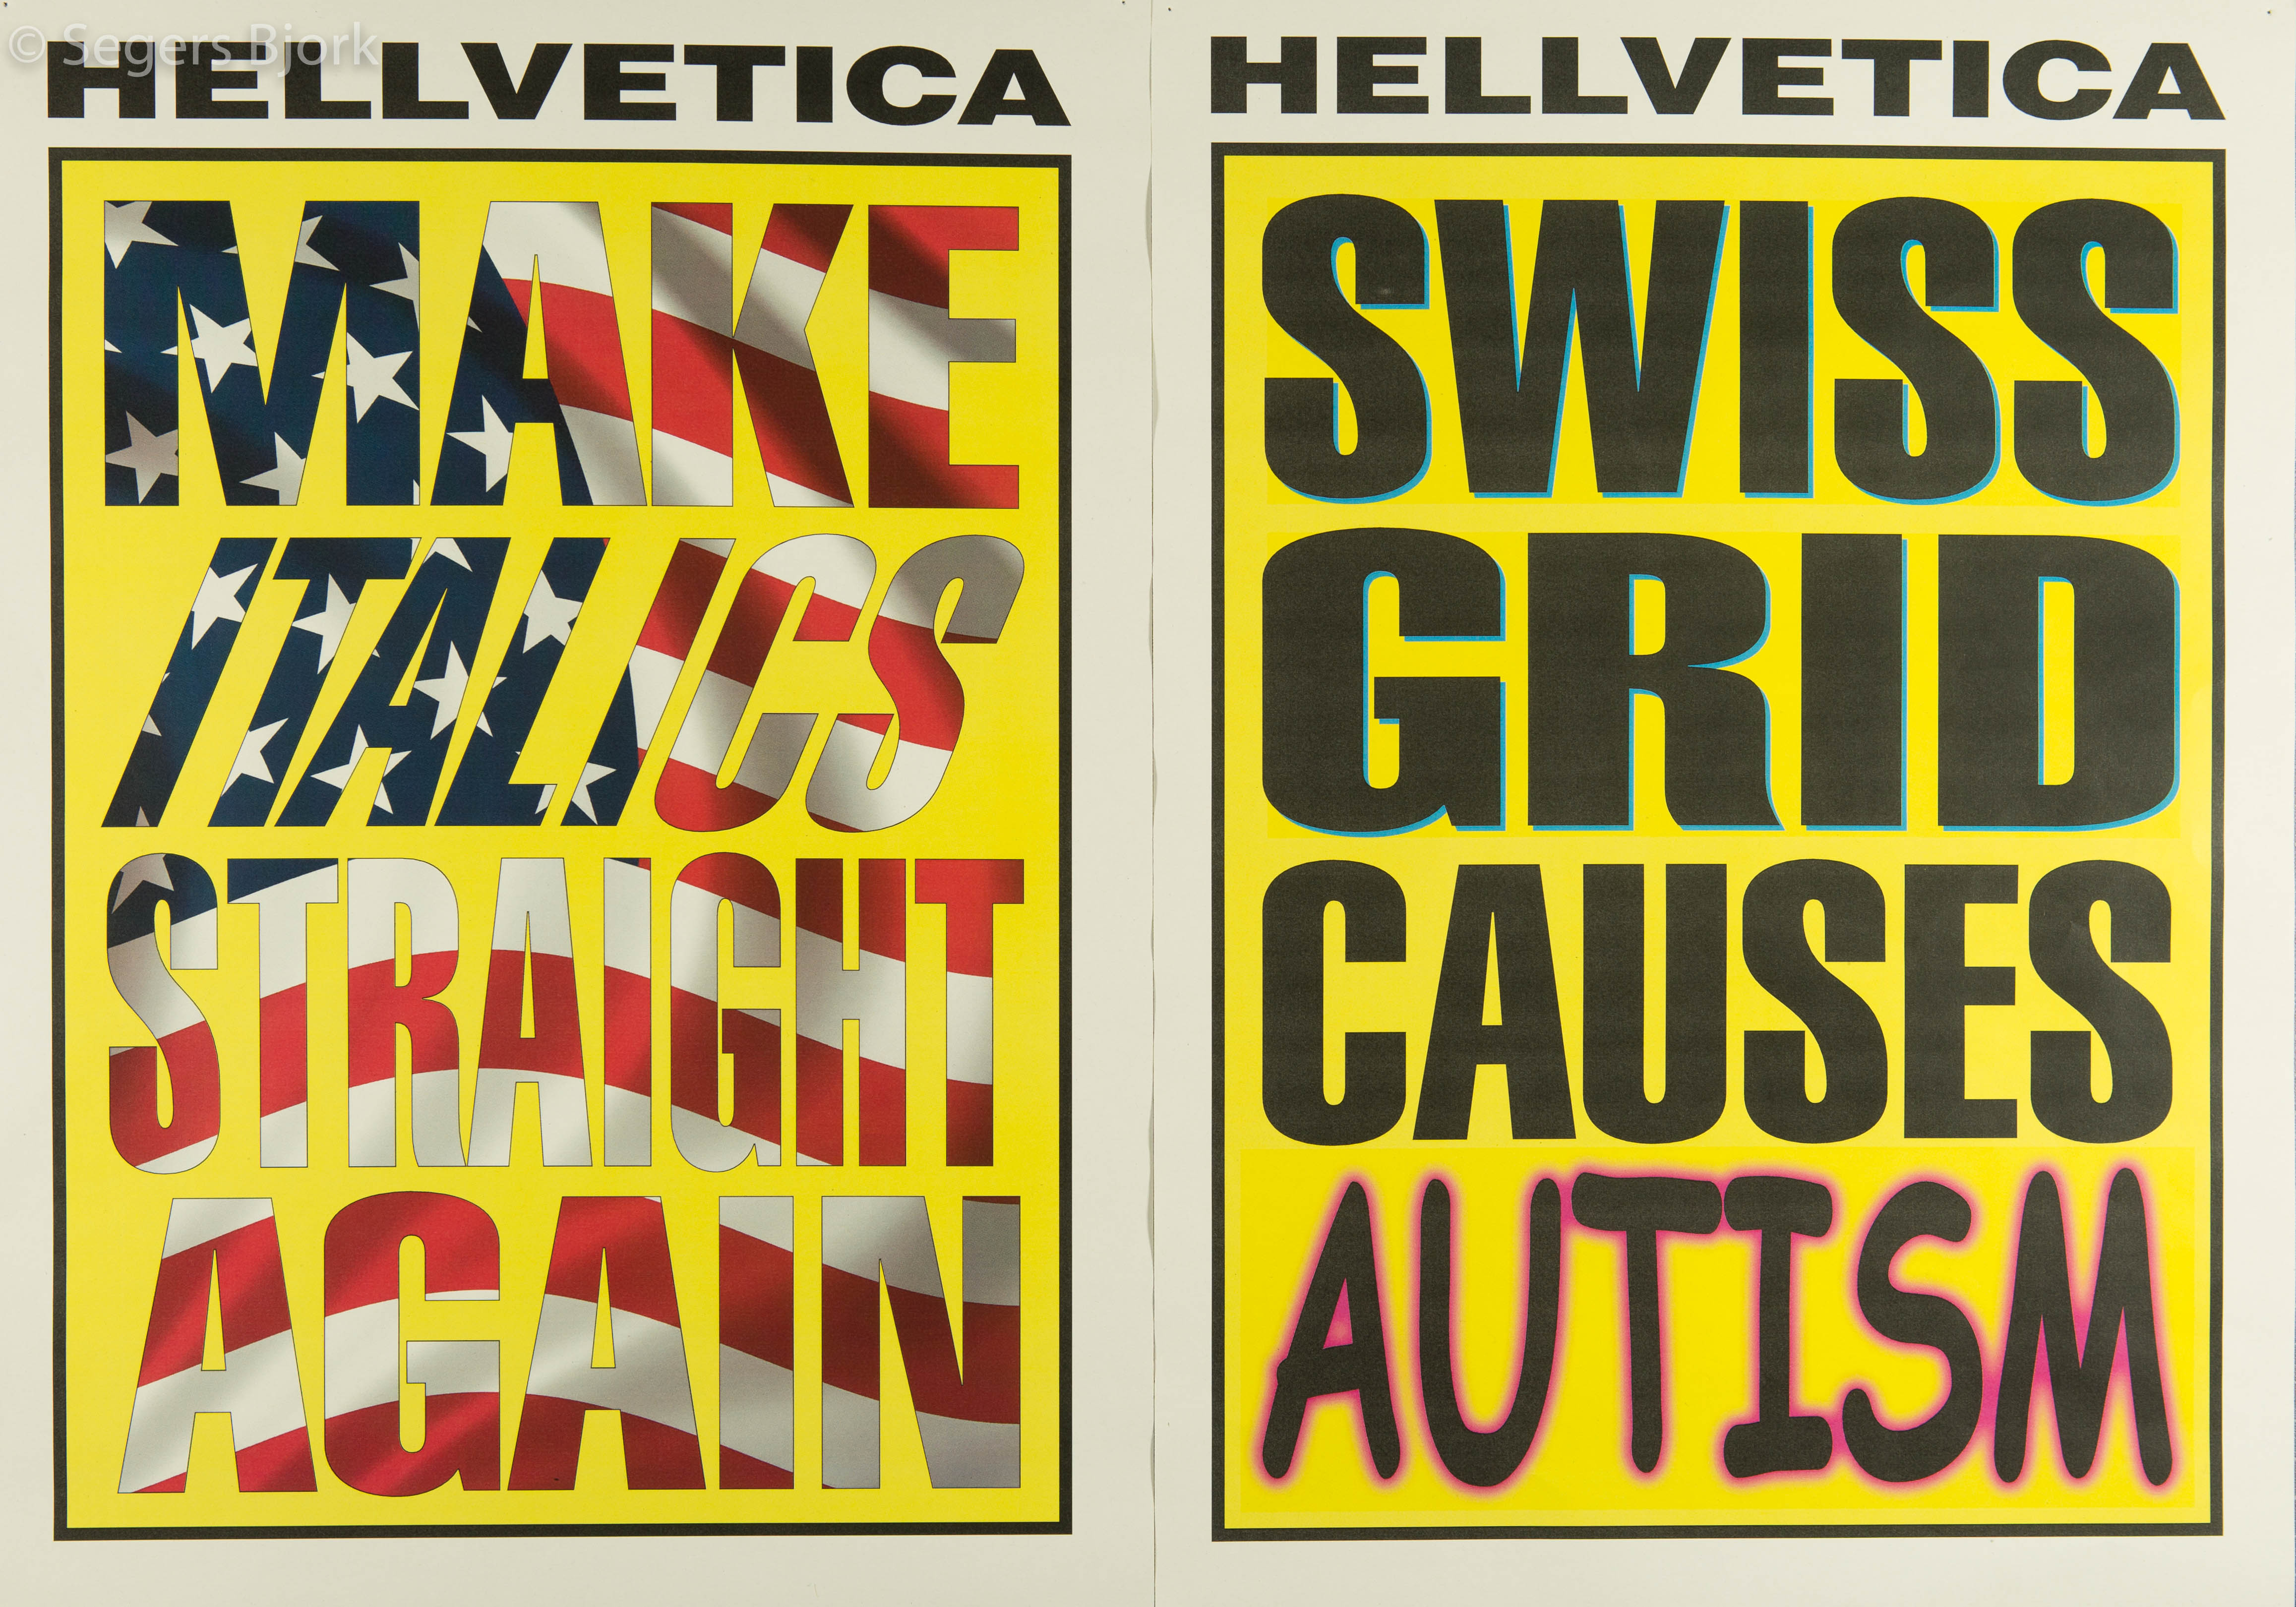 © Segers Bjork
HELLVETICA
MAKE
ITALICS
STRAIGHT
AGAIN
HELLVETICA
SWISS
GRID
CAUSES
AUTISM